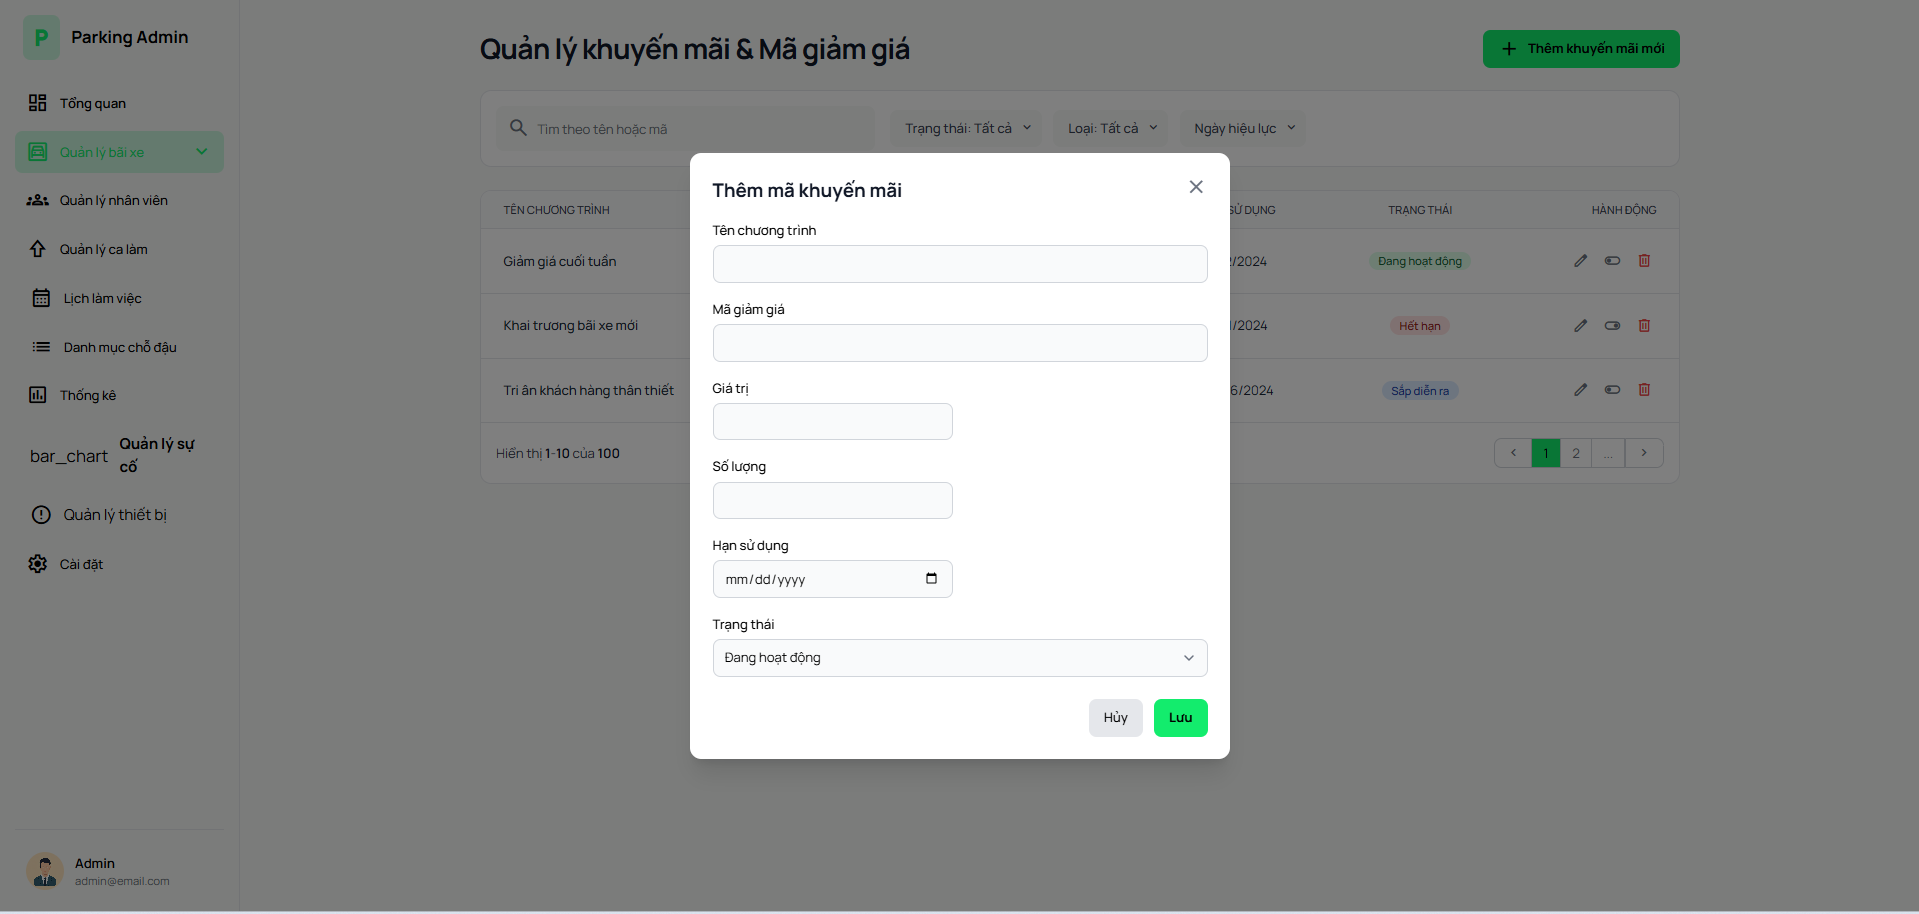 P
Parking Admin
Tổng quan
Quản lý bãi xe
Quản lý nhân viên
Quản lý ca làm
Lịch làm việc
Danh mục chỗ đậu
Thống kê
bar_chart
Quản lý sự
cố
Quản lý thiết bị
Cài đặt
Admin
admin@email.com
Quản lý khuyến mãi & Mã giảm giá
Thêm khuyến mãi mới
Tìm theo tên hoặc mã
Trạng thái: Tất cả
Loại: Tất cả
Ngày hiệu lực
TÊN CHƯƠNG TRÌNH
SỬ DỤNG
TRẠNG THÁI
HÀNH ĐỘNG
Giảm giá cuối tuần
/2024
Đang hoạt động
Khai trương bãi xe mới
/2024
Hết hạn
Tri ân khách hàng thân thiết
6/2024
Sắp diễn ra
Hiển thị 1-10 của 100
1
2
...
Thêm mã khuyến mãi
Tên chương trình
Mã giảm giá
Giá trị
Số lượng
Hạn sử dụng
mm/dd/yyyy
Trạng thái
Đang hoạt động
Hủy
Lưu